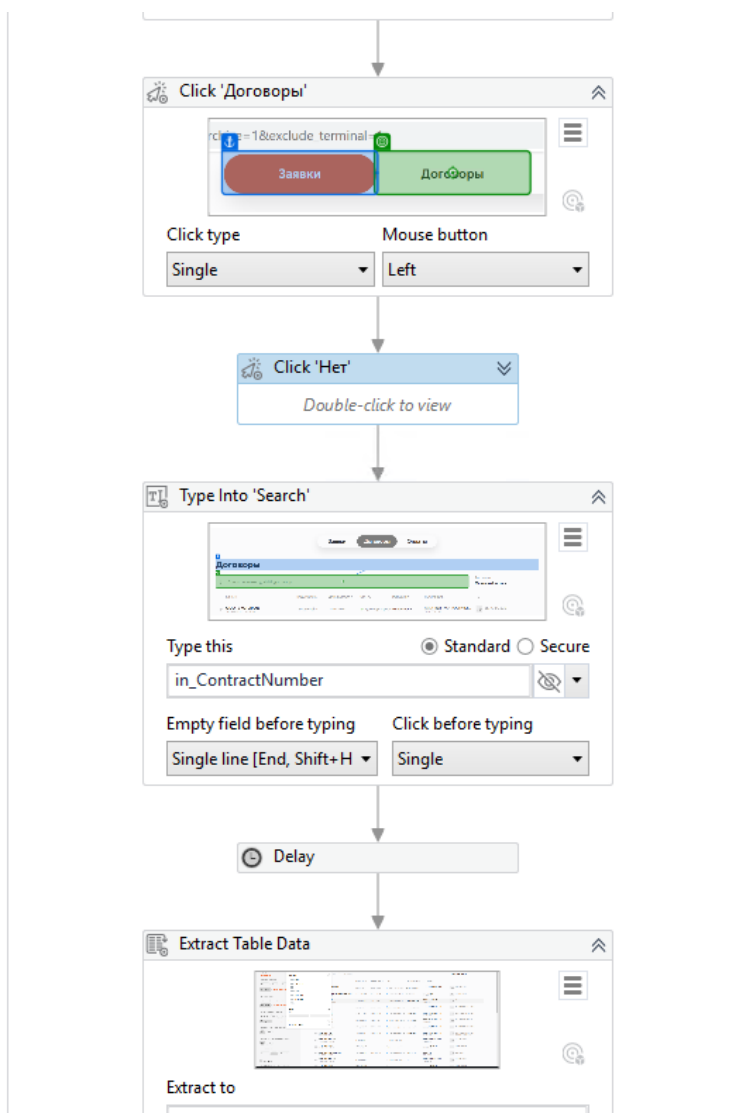 Click 'Договоры'
=1&exclude_terminal=
Заявки
Договоры
Click type
Mouse button
Single
Left
Click 'Нет'
Double-click to view
Type Into 'Search'
Договоры
Type this
Standard
Secure
in_ContractNumber
Empty field before typing
Click before typing
Single line [End, Shift+H
Single
Delay
Extract Table Data
Extract to